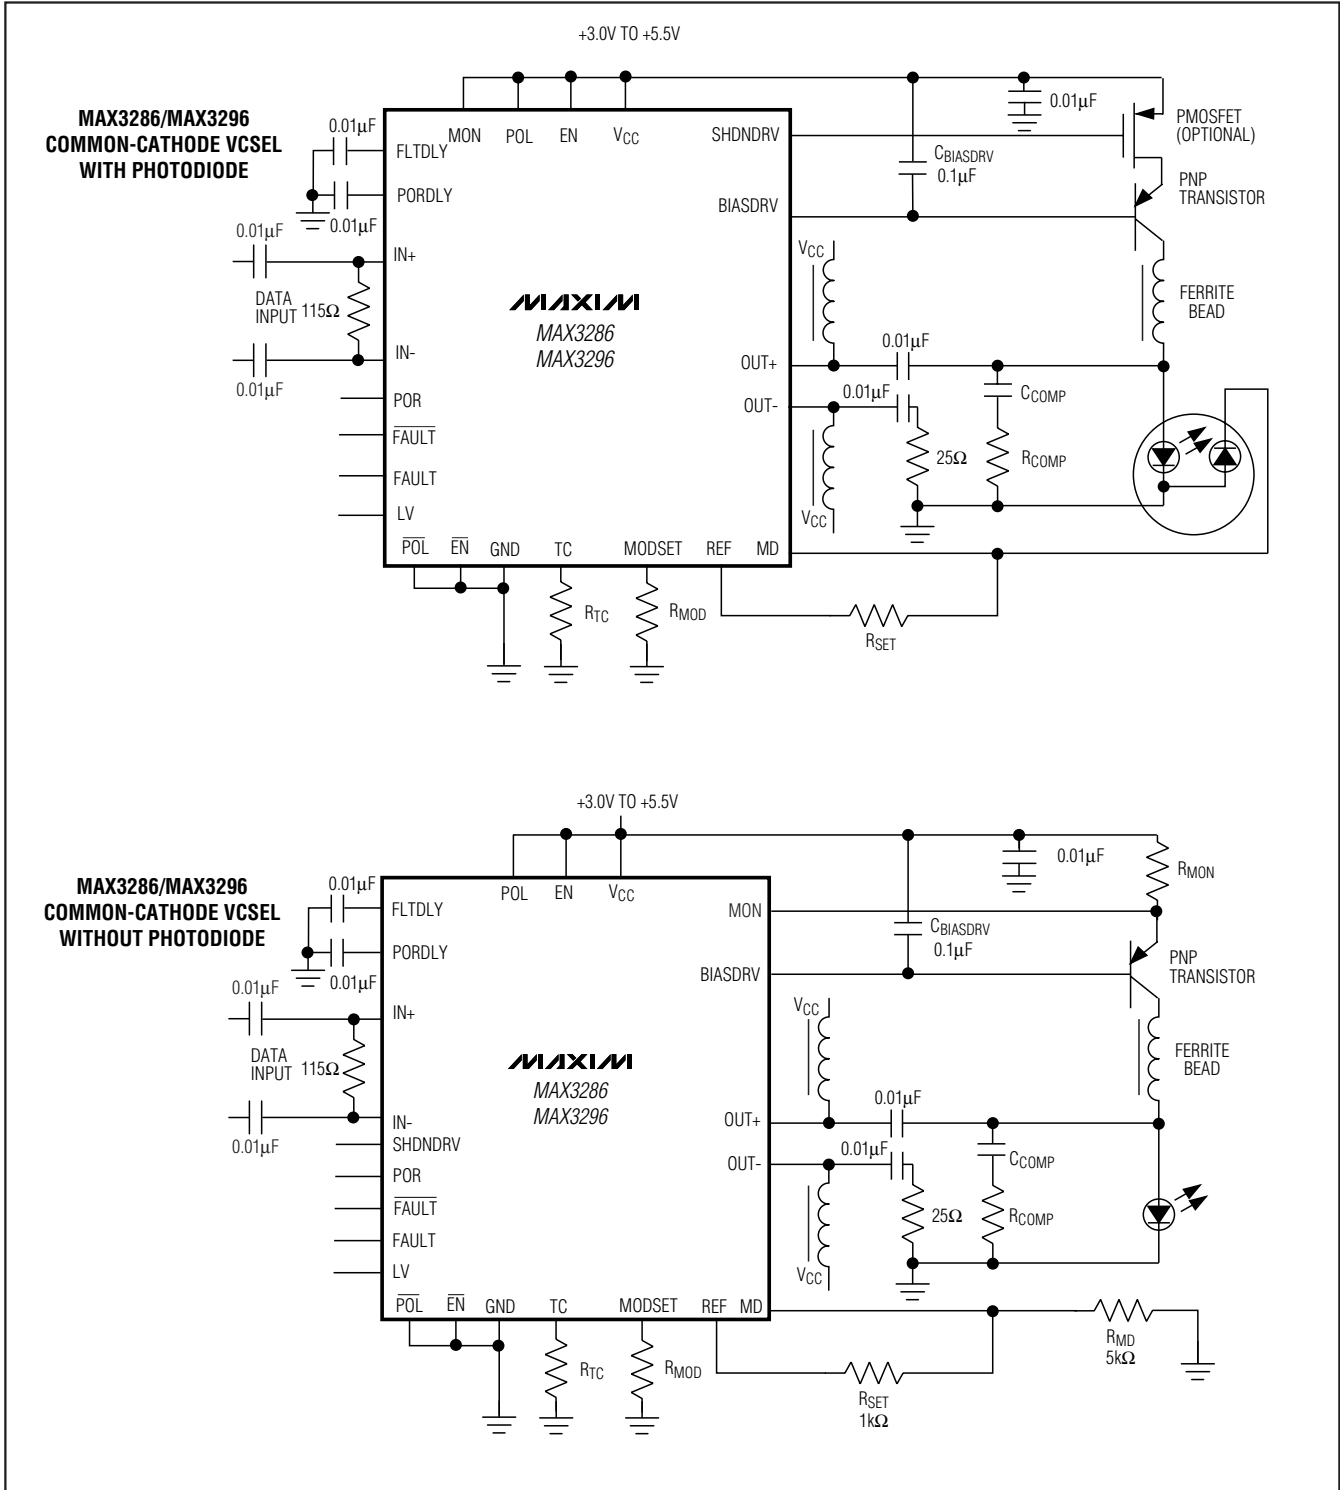 +3.0V TO +5.5V
MAX3286/MAX3296
COMMON-CATHODE VCSEL
WITH PHOTODIODE
0.01µF
0.01µF
0.01µF
0.01µF
DATA
INPUT
115Ω
FLTDLY
PORDLY
IN+
IN-
POR
FAULT
FAULT
LV
MON
POL
EN
VCC
SHDNDRV
BIASDRV
OUT+
OUT-
MAXIM
MAX3286
MAX3296
POL
EN
GND
TC
MODSET
REF
MD
0.01µF
CBIASDRV
0.1µF
PMOSFET
(OPTIONAL)
PNP
TRANSISTOR
VCC
FERRITE
BEAD
0.01µF
0.01µF
CCOMP
25Ω
RCOMP
VCC
RTC
RMOD
RSET
+3.0V TO +5.5V
MAX3286/MAX3296
COMMON-CATHODE VCSEL
WITHOUT PHOTODIODE
0.01µF
0.01µF
0.01µF
0.01µF
DATA
INPUT
115Ω
FLTDLY
PORDLY
IN+
IN-
SHDNDRV
POR
FAULT
FAULT
LV
POL
EN
VCC
MON
BIASDRV
OUT+
OUT-
MAXIM
MAX3286
MAX3296
POL
EN
GND
TC
MODSET
REF
MD
0.01µF
RMON
CBIASDRV
0.1µF
PNP
TRANSISTOR
VCC
FERRITE
BEAD
0.01µF
0.01µF
CCOMP
25Ω
RCOMP
VCC
RTC
RMOD
RSET
1kΩ
RMD
5kΩ